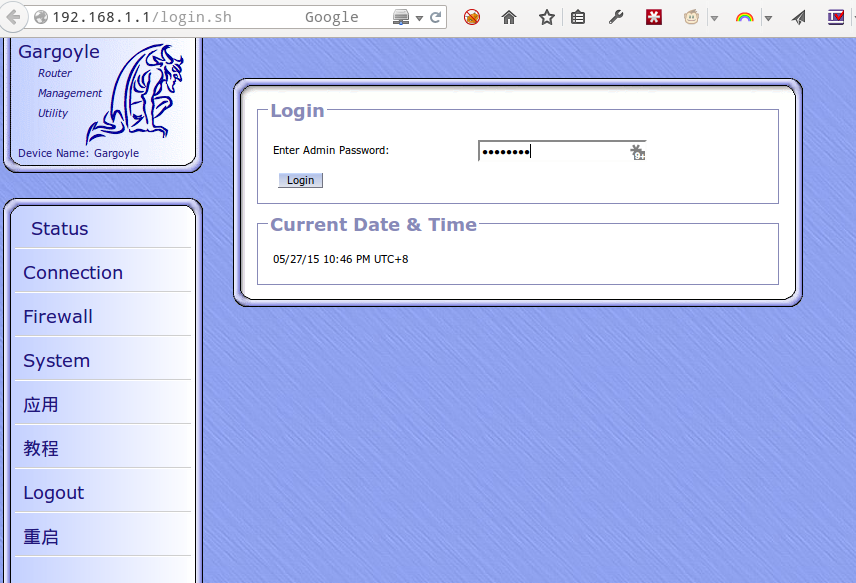 192.168.1.1/login.sh
Google
Gargoyle
Router
Management
Utility
Device Name: Gargoyle
Status
Connection
Firewall
System
应用
教程
Logout
重启
Login
Enter Admin Password:
••••••••
9+
Login
Current Date & Time
05/27/15 10:46 PM UTC+8